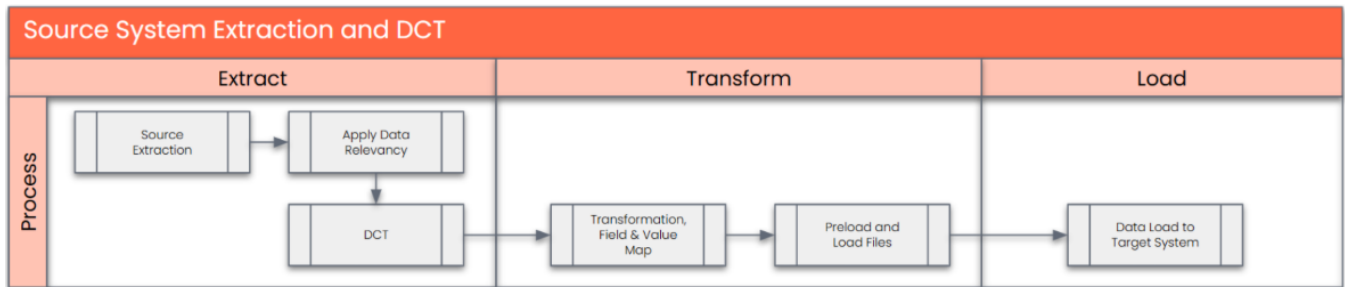 Source System Extraction and DCT
Extract
Transform
Load
Process
Source
Extraction
Apply Data
Relevancy
DCT
Transformation,
Field & Value
Map
Preload and
Load Files
Data Load to
Target System